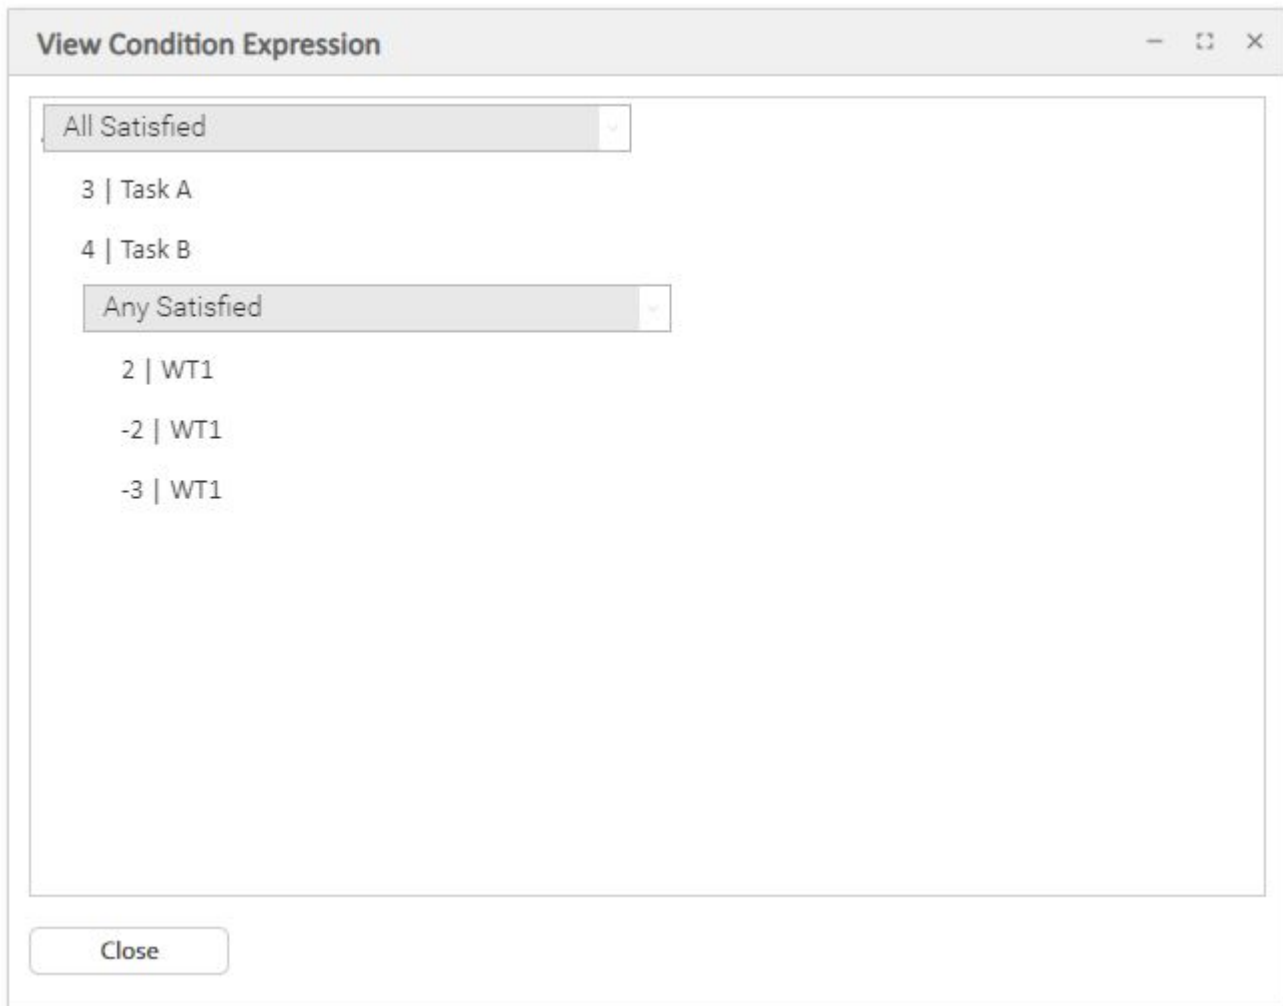 View Condition Expression
All Satisfied
3 | Task A
4 | Task B
Any Satisfied
2 | WT1
-2 | WT1
-3 | WT1
Close